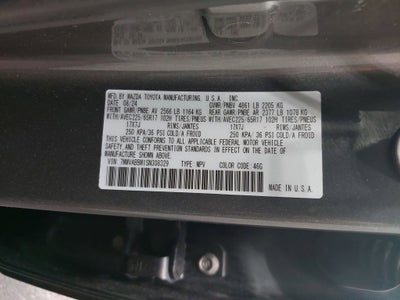 MFD. BY MAZDA TOYOTA MANUFACTURING, U.S.A., INC.
DATE: 08/24 GVWR/PNBV 4861 LB 2205 KG
FRONT GAWR/PNBE AV 2566 LB 1164 KG REAR GAWR/PNBE AR 2377 LB 1078 KG
WITH/AVEC225/65R17 102H TIRES/PNEUS WITH/AVEC225/65R17 102H TIRES/PNEUS
17X7J RIMS/JANTES 17X7J RIMS/JANTES
250 KPA/36 PSI COLD/A FROID 250 KPA/ 36 PSI COLD/A FROID
THIS VEHICLE CONFORMS TO ALL APPLICABLE FEDERAL MOTOR VEHICLE
SAFETY AND THEFT PREVENTION STANDARDS IN EFFECT ON THE DATE OF
MANUFACTURE SHOWN ABOVE.
VIN: TYPE: MPV COLOR CODE: 46G